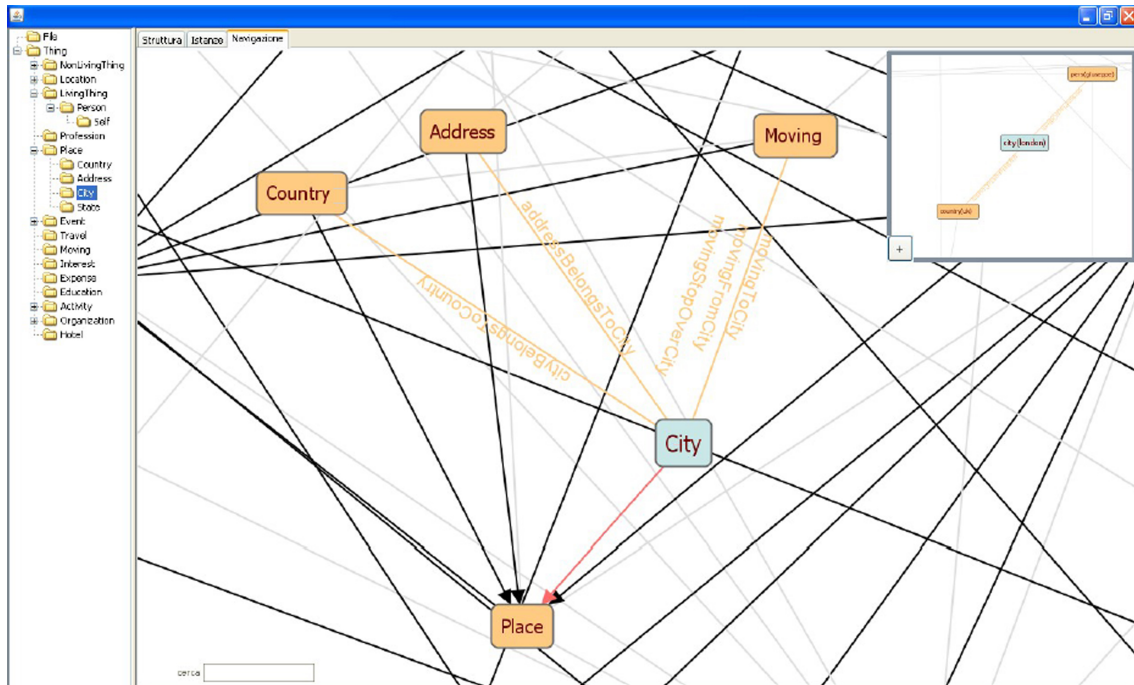 File
Thing
NonLivingThing
Location
LivingThing
Person
Self
Profession
Place
Country
Address
City
State
Event
Travel
Moving
Interest
Expense
Education
Activity
Organization
Hotel
Struttura
Istanze
Navigazione
Address
Moving
Country
addressBelongsToCity
cityBelongsToCountry
movingToCity
movingFromCity
movingStopOverCity
City
Place
city(london)
country(uk)
+
cerca